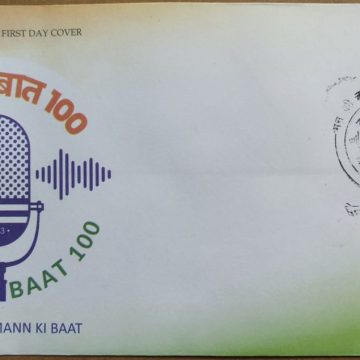 FIRST DAY COVER
बात 100
BAAT 100
MANN KI BAAT